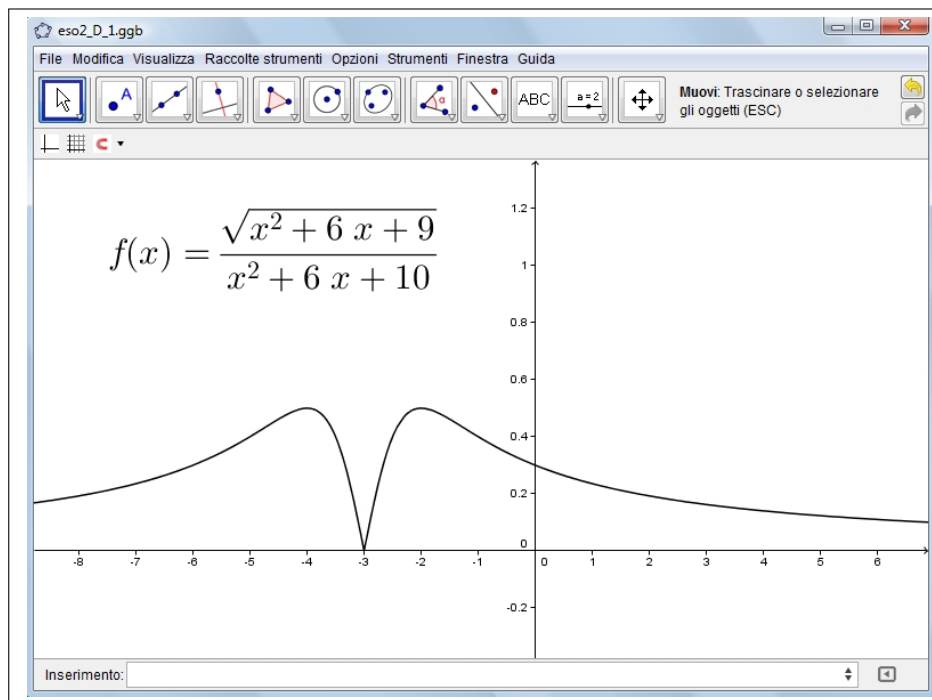 eso2_D_1.ggb
File Modifica Visualizza Raccolte strumenti Opzioni Strumenti Finestra Guida
A
α
ABC
a = 2
Muovi: Trascinare o selezionare
gli oggetti (ESC)
f(x) = √(x² + 6 x + 9) / (x² + 6 x + 10)
1.2
1
0.8
0.6
0.4
0.2
0
-8 -7 -6 -5 -4 -3 -2 -1 0 1 2 3 4 5 6
-0.2
Inserimento: